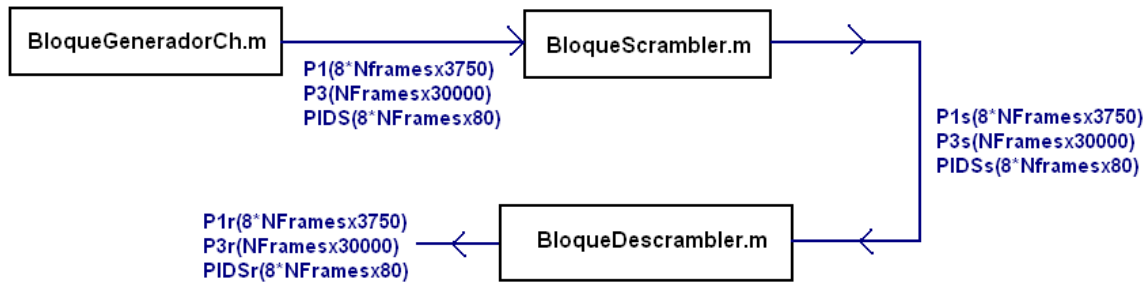 BloqueGeneradorCh.m
BloqueScrambler.m
P1(8*Nframesx3750)
P3(NFramesx30000)
PIDS(8*NFramesx80)
P1s(8*NFramesx3750)
P3s(NFramesx30000)
PIDSs(8*Nframesx80)
BloqueDescrambler.m
P1r(8*NFramesx3750)
P3r(NFramesx30000)
PIDSr(8*NFramesx80)